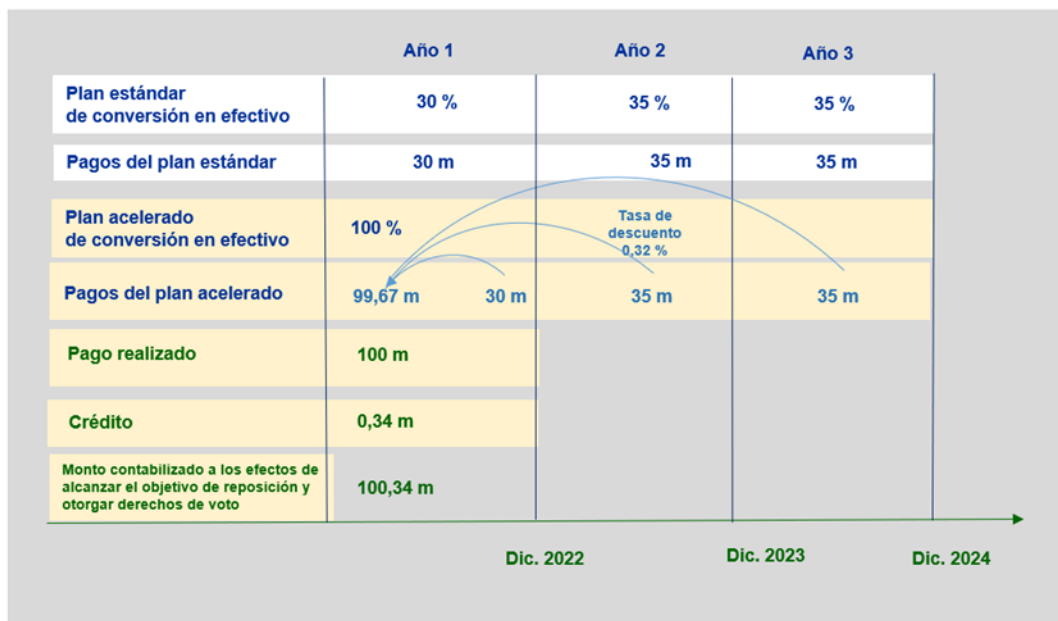 Año 1
Año 2
Año 3
Plan estándar
de conversión en efectivo
30 %
35 %
35 %
Pagos del plan estándar
30 m
35 m
35 m
Plan acelerado
de conversión en efectivo
100 %
Tasa de
descuento
0,32 %
Pagos del plan acelerado
99,67 m
30 m
35 m
35 m
Pago realizado
100 m
Crédito
0,34 m
Monto contabilizado a los efectos de
alcanzar el objetivo de reposición y
otorgar derechos de voto
100,34 m
Dic. 2022
Dic. 2023
Dic. 2024